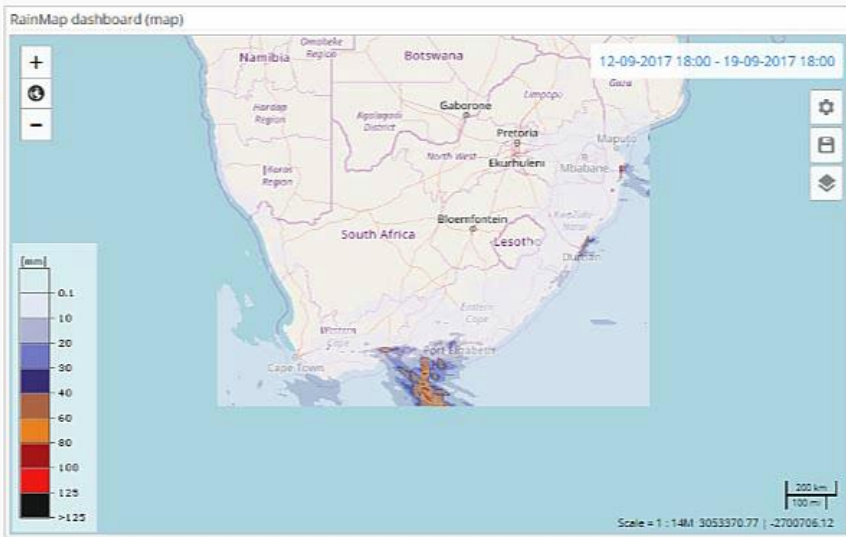 RainMap dashboard (map)
12-09-2017 18:00 - 19-09-2017 18:00
+
−
Omaheke
Region
Namibia
Botswana
Gaza
Hardap
Region
Kgalagadi
District
Limpopo
Gaborone
Pretoria
Maputo
North West
Ekurhuleni
Mbabane
Karas
Region
Bloemfontein
KwaZulu-
Natal
South Africa
Lesotho
Durban
[mm]
0.1
10
20
30
40
60
80
100
125
>125
Eastern
Cape
Western
Cape
Port Elizabeth
Cape Town
200 km
100 mi
Scale = 1 : 14M 3053370.77 | -2700706.12